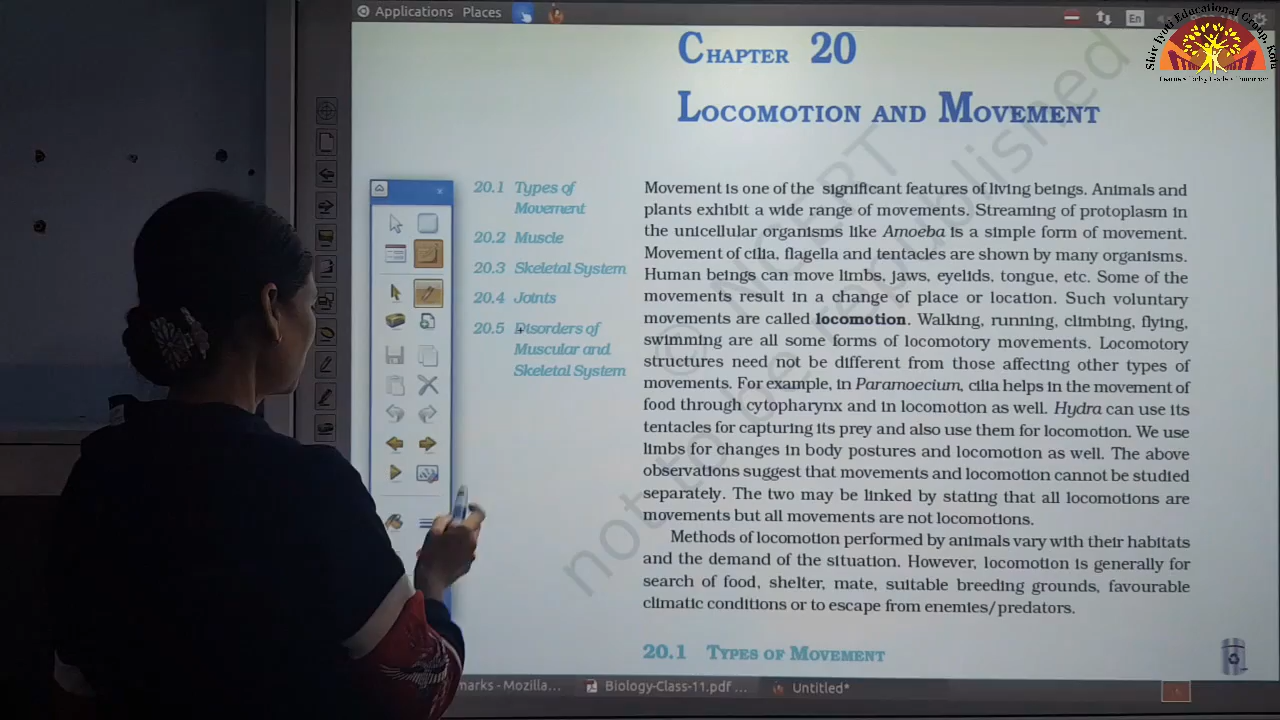 Applications Places
En
Shiv Jyoti Educational Group, Kota
CHAPTER 20
LOCOMOTION AND MOVEMENT
20.1 Types of
Movement
20.2 Muscle
20.3 Skeletal System
20.4 Joints
20.5 Disorders of
Muscular and
Skeletal System
Movement is one of the significant features of living beings. Animals and
plants exhibit a wide range of movements. Streaming of protoplasm in
the unicellular organisms like Amoeba is a simple form of movement.
Movement of cilia, flagella and tentacles are shown by many organisms.
Human beings can move limbs, jaws, eyelids, tongue, etc. Some of the
movements result in a change of place or location. Such voluntary
movements are called locomotion. Walking, running, climbing, flying,
swimming are all some forms of locomotory movements. Locomotory
structures need not be different from those affecting other types of
movements. For example, in Paramoecium, cilia helps in the movement of
food through cytopharynx and in locomotion as well. Hydra can use its
tentacles for capturing its prey and also use them for locomotion. We use
limbs for changes in body postures and locomotion as well. The above
observations suggest that movements and locomotion cannot be studied
separately. The two may be linked by stating that all locomotions are
movements but all movements are not locomotions.
Methods of locomotion performed by animals vary with their habitats
and the demand of the situation. However, locomotion is generally for
search of food, shelter, mate, suitable breeding grounds, favourable
climatic conditions or to escape from enemies/predators.
20.1 TYPES OF MOVEMENT
© NCERT
not to be republished
marks - Mozilla... Biology-Class-11.pdf ... Untitled*